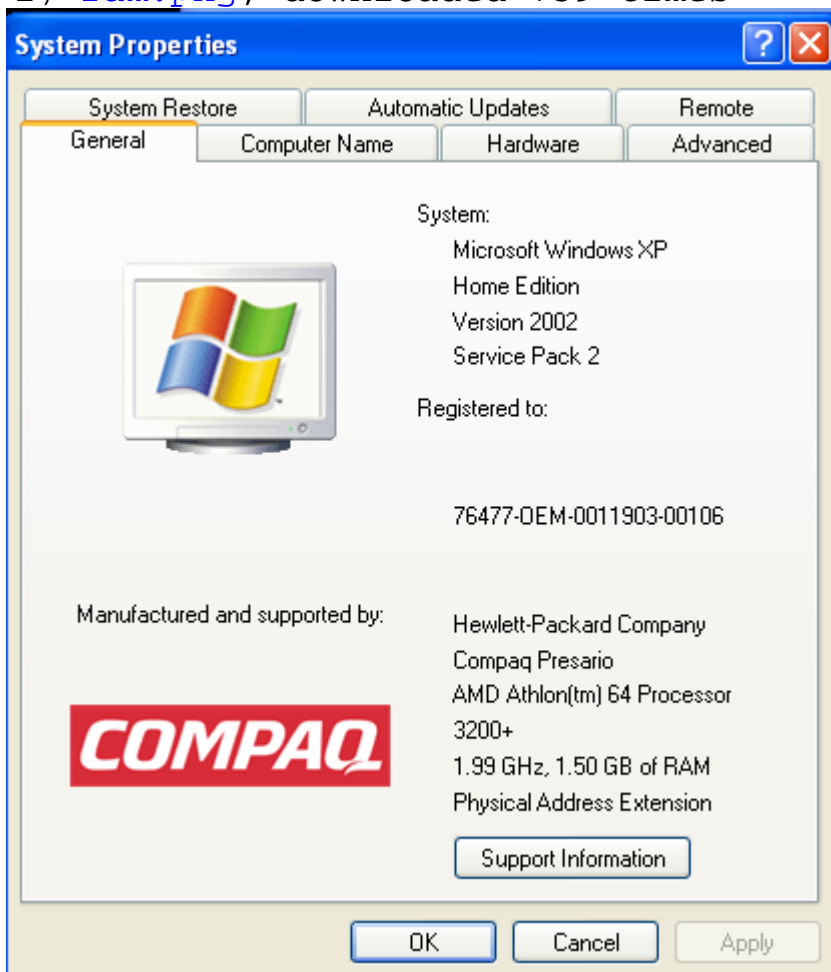 System Properties
System Restore Automatic Updates Remote
General Computer Name Hardware Advanced
System:
Microsoft Windows XP
Home Edition
Version 2002
Service Pack 2
Registered to:
76477-OEM-0011903-00106
Manufactured and supported by:
COMPAQ
Hewlett-Packard Company
Compaq Presario
AMD Athlon(tm) 64 Processor
3200+
1.99 GHz, 1.50 GB of RAM
Physical Address Extension
Support Information
OK Cancel Apply